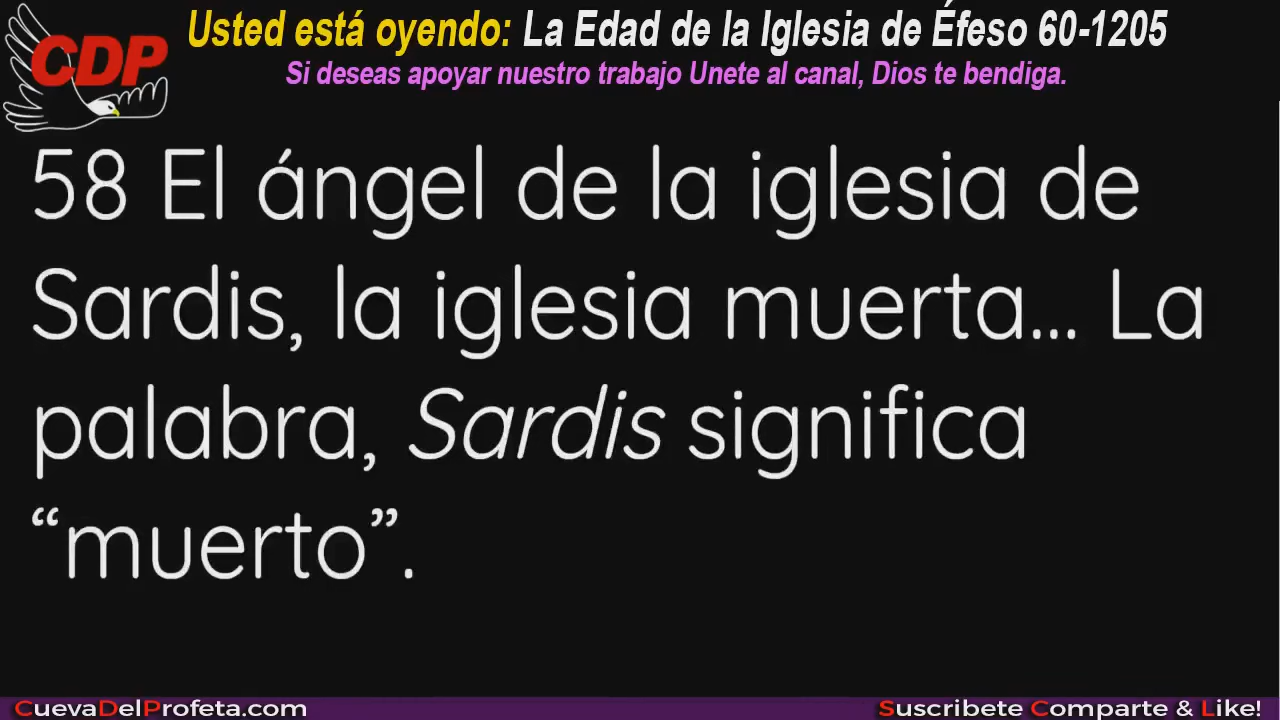 CDP
Usted está oyendo: La Edad de la Iglesia de Éfeso 60-1205
Si deseas apoyar nuestro trabajo Unete al canal, Dios te bendiga.
58 El ángel de la iglesia de
Sardis, la iglesia muerta... La
palabra, Sardis significa
“muerto”.
CuevaDelProfeta.com
Suscribete Comparte & Like!